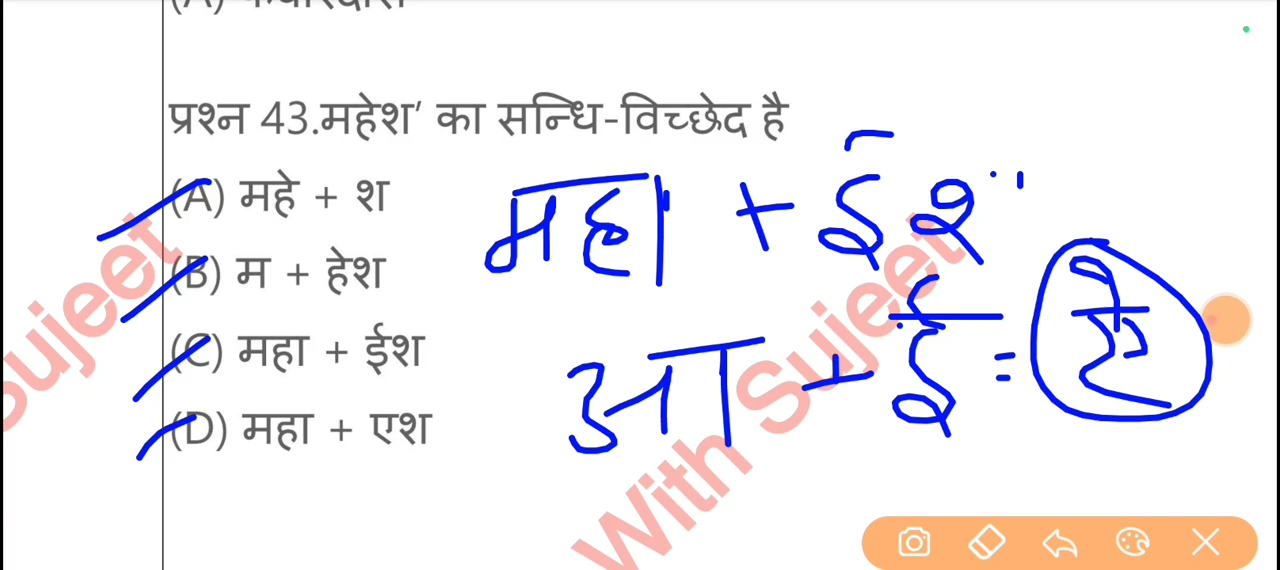 प्रश्न 43.महेश’ का सन्धि-विच्छेद है
(A) महे + श
(B) म + हेश
(C) महा + ईश
(D) महा + एश
महा + ईश
आ + ई =
Sujeet
With Sujeet